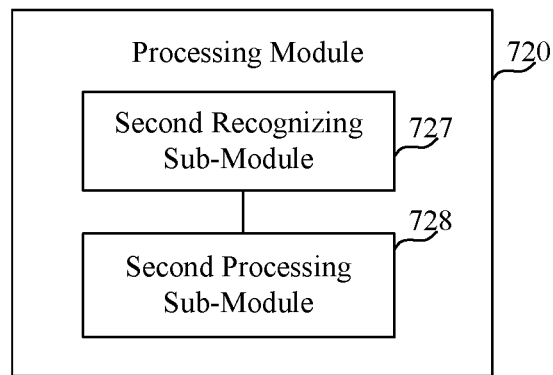 Processing Module
720
Second Recognizing
Sub-Module
727
Second Processing
Sub-Module
728